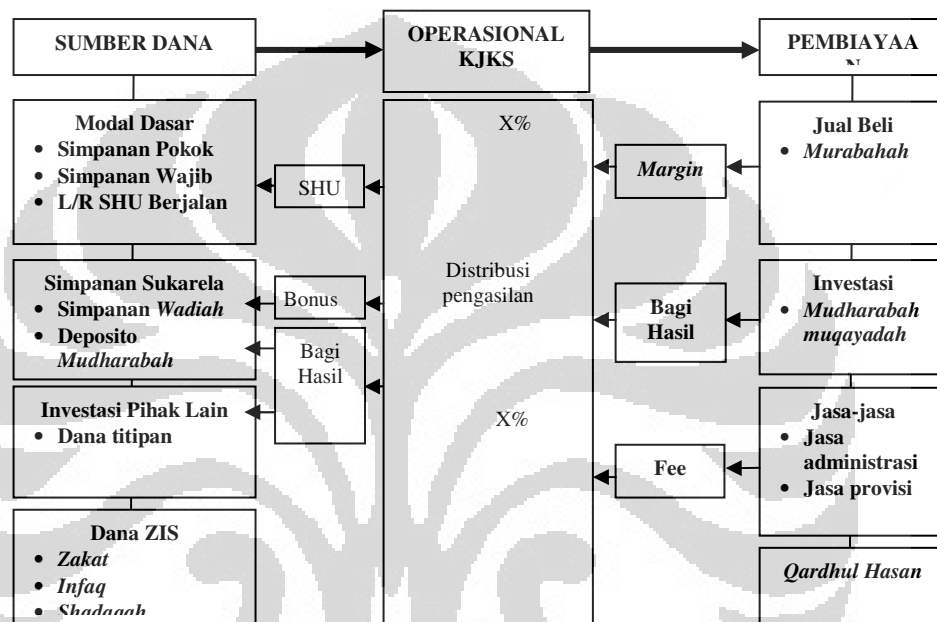 SUMBER DANA
OPERASIONAL
KJKS
PEMBIAYAA
N
Modal Dasar
• Simpanan Pokok
• Simpanan Wajib
• L/R SHU Berjalan
SHU
Simpanan Sukarela
• Simpanan Wadiah
• Deposito
Mudharabah
Bonus
Bagi
Hasil
Investasi Pihak Lain
• Dana titipan
Dana ZIS
• Zakat
• Infaq
• Shadaqah
X%
Distribusi
pengasilan
X%
Margin
Bagi
Hasil
Fee
Jual Beli
• Murabahah
Investasi
• Mudharabah
muqayadah
Jasa-jasa
• Jasa
administrasi
• Jasa provisi
Qardhul Hasan